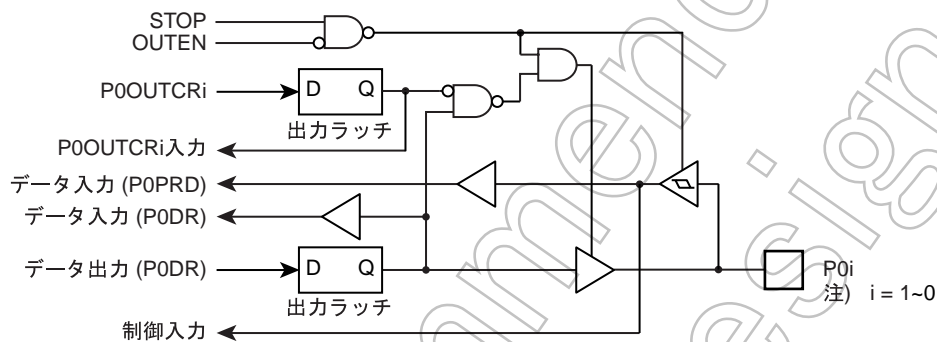 STOP
OUTEN
P0OUTCRi
D Q
出力ラッチ
P0OUTCRi入力
データ入力 (P0PRD)
データ入力 (P0DR)
データ出力 (P0DR)
D Q
出力ラッチ
P0i
注) i = 1~0
制御入力